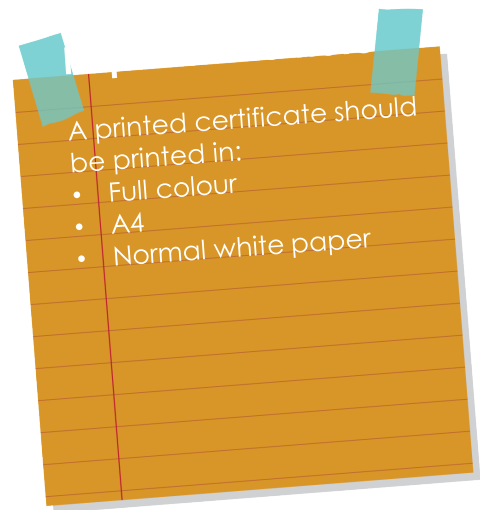 A printed certificate should
be printed in:
• Full colour
• A4
• Normal white paper